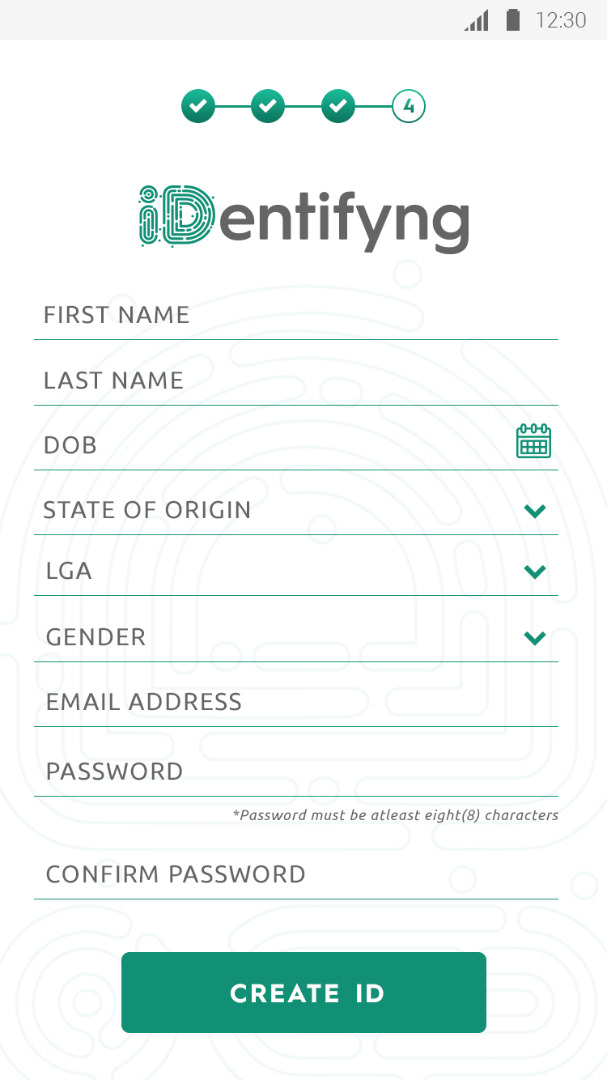 12:30
4
iDentifyng
FIRST NAME
LAST NAME
DOB
STATE OF ORIGIN
LGA
GENDER
EMAIL ADDRESS
PASSWORD
*Password must be atleast eight(8) characters
CONFIRM PASSWORD
CREATE ID